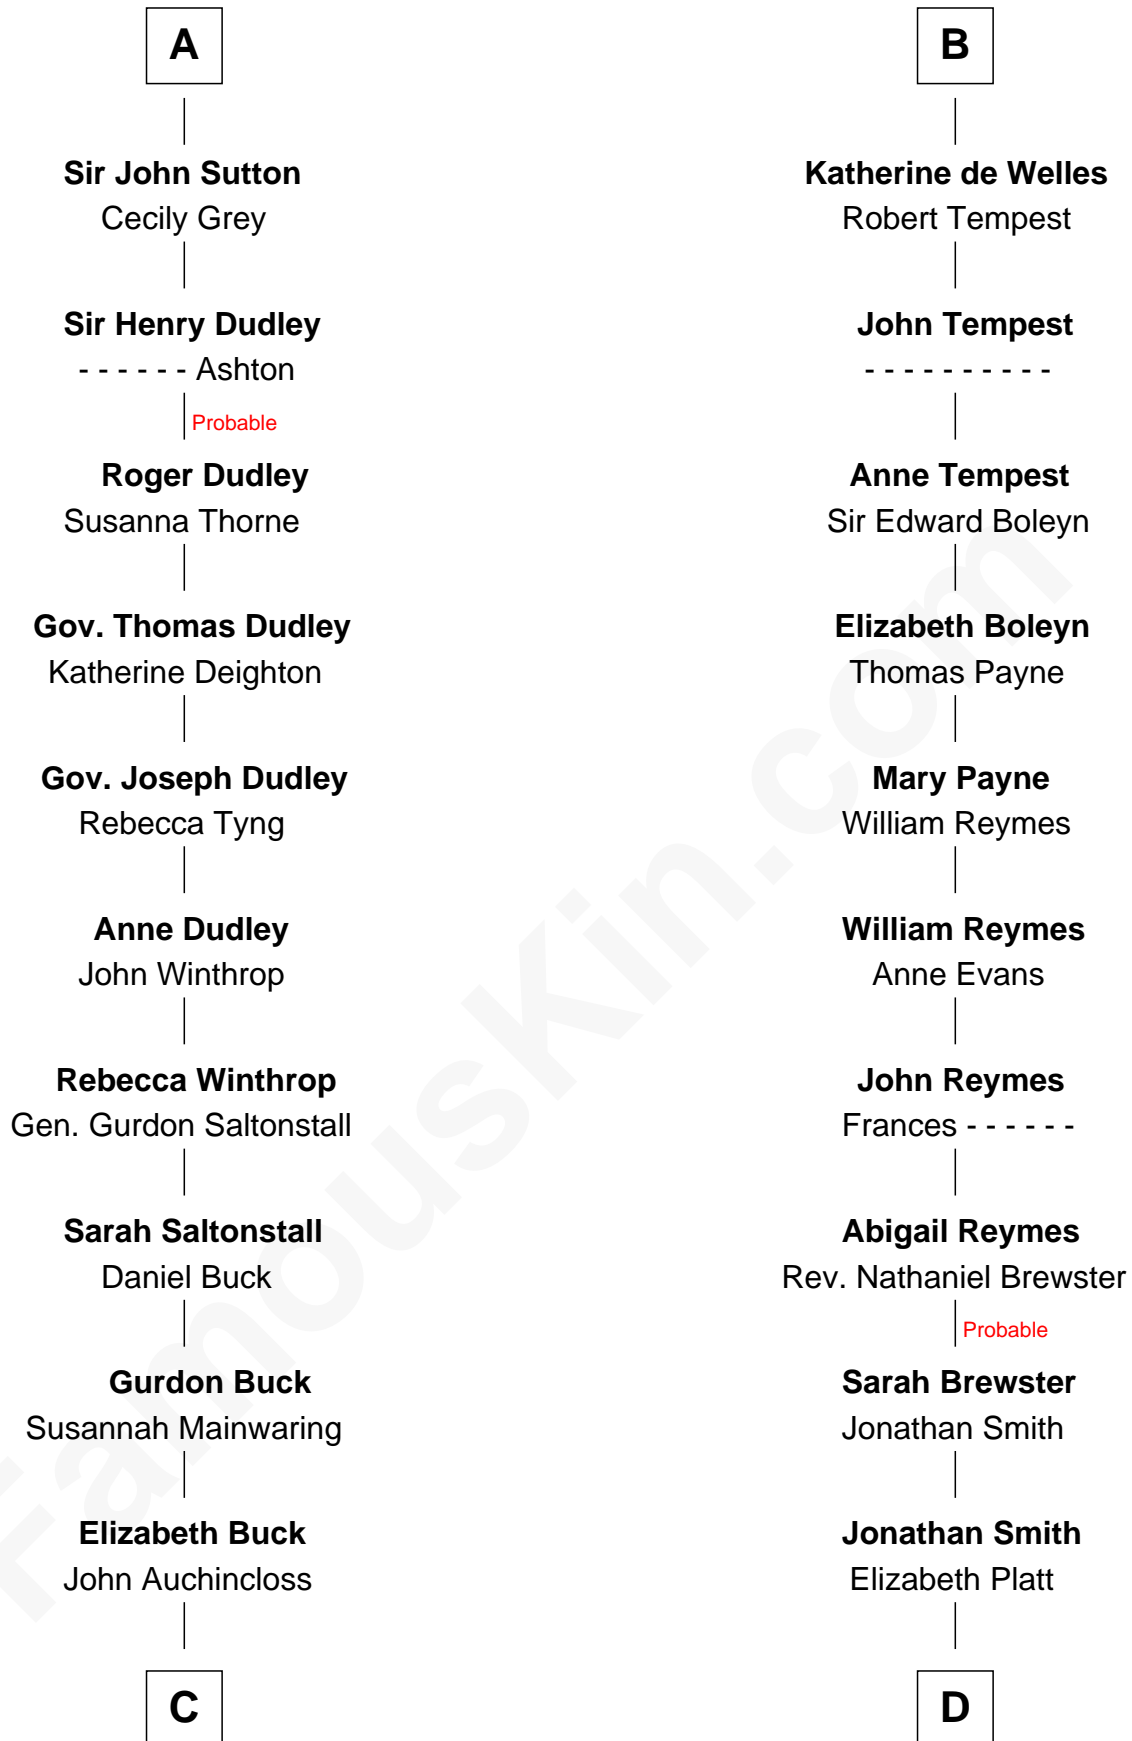 A
Sir John Sutton
Cecily Grey
Sir Henry Dudley
- - - - - - Ashton
Probable
Roger Dudley
Susanna Thorne
Gov. Thomas Dudley
Katherine Deighton
Gov. Joseph Dudley
Rebecca Tyng
Anne Dudley
John Winthrop
Rebecca Winthrop
Gen. Gurdon Saltonstall
Sarah Saltonstall
Daniel Buck
Gurdon Buck
Susannah Mainwaring
Elizabeth Buck
John Auchincloss
C
B
Katherine de Welles
Robert Tempest
John Tempest
- - - - - - - - - -
Anne Tempest
Sir Edward Boleyn
Elizabeth Boleyn
Thomas Payne
Mary Payne
William Reymes
William Reymes
Anne Evans
John Reymes
Frances - - - - - -
Abigail Reymes
Rev. Nathaniel Brewster
Probable
Sarah Brewster
Jonathan Smith
Jonathan Smith
Elizabeth Platt
D
FamousKin.com